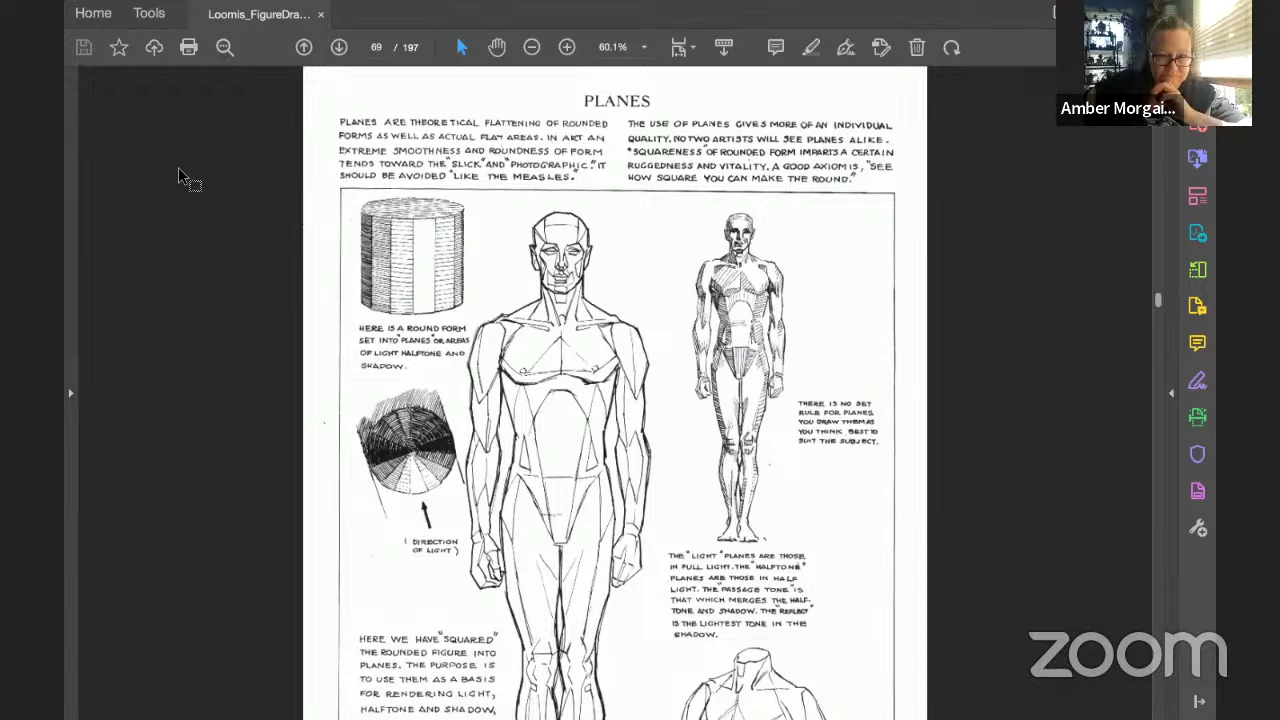 Home
Tools
Loomis_FigureDra...
×
69 / 197
60.1%
Amber Morgai...
PLANES
PLANES ARE THEORETICAL FLATTENING OF ROUNDED
FORMS AS WELL AS ACTUAL FLAT AREAS. IN ART AN
EXTREME SMOOTHNESS AND ROUNDNESS OF FORM
TENDS TOWARD THE "SLICK" AND "PHOTOGRAPHIC." IT
SHOULD BE AVOIDED "LIKE THE MEASLES."
THE USE OF PLANES GIVES MORE OF AN INDIVIDUAL
QUALITY. NO TWO ARTISTS WILL SEE PLANES ALIKE.
"SQUARENESS" OF ROUNDED FORM IMPARTS A CERTAIN
RUGGEDNESS AND VITALITY. A GOOD AXIOM IS, "SEE
HOW SQUARE YOU CAN MAKE THE ROUND."
HERE IS A ROUND FORM
SET INTO "PLANES" OR AREAS
OF LIGHT HALFTONE AND
SHADOW.
(DIRECTION
OF LIGHT)
THERE IS NO SET
RULE FOR PLANES
YOU DRAW THEM AS
YOU THINK BEST TO
SUIT THE SUBJECT.
THE "LIGHT" PLANES ARE THOSE
IN FULL LIGHT. THE "HALFTONE"
PLANES ARE THOSE IN HALF
LIGHT. THE "PASSAGE TONE" IS
THAT WHICH MERGES THE HALF-
TONE AND SHADOW. THE "REFLECT"
IS THE LIGHTEST TONE IN THE
SHADOW.
HERE WE HAVE "SQUARED"
THE ROUNDED FIGURE INTO
PLANES. THE PURPOSE IS
TO USE THEM AS A BASIS
FOR RENDERING LIGHT,
HALFTONE AND SHADOW,
zoom